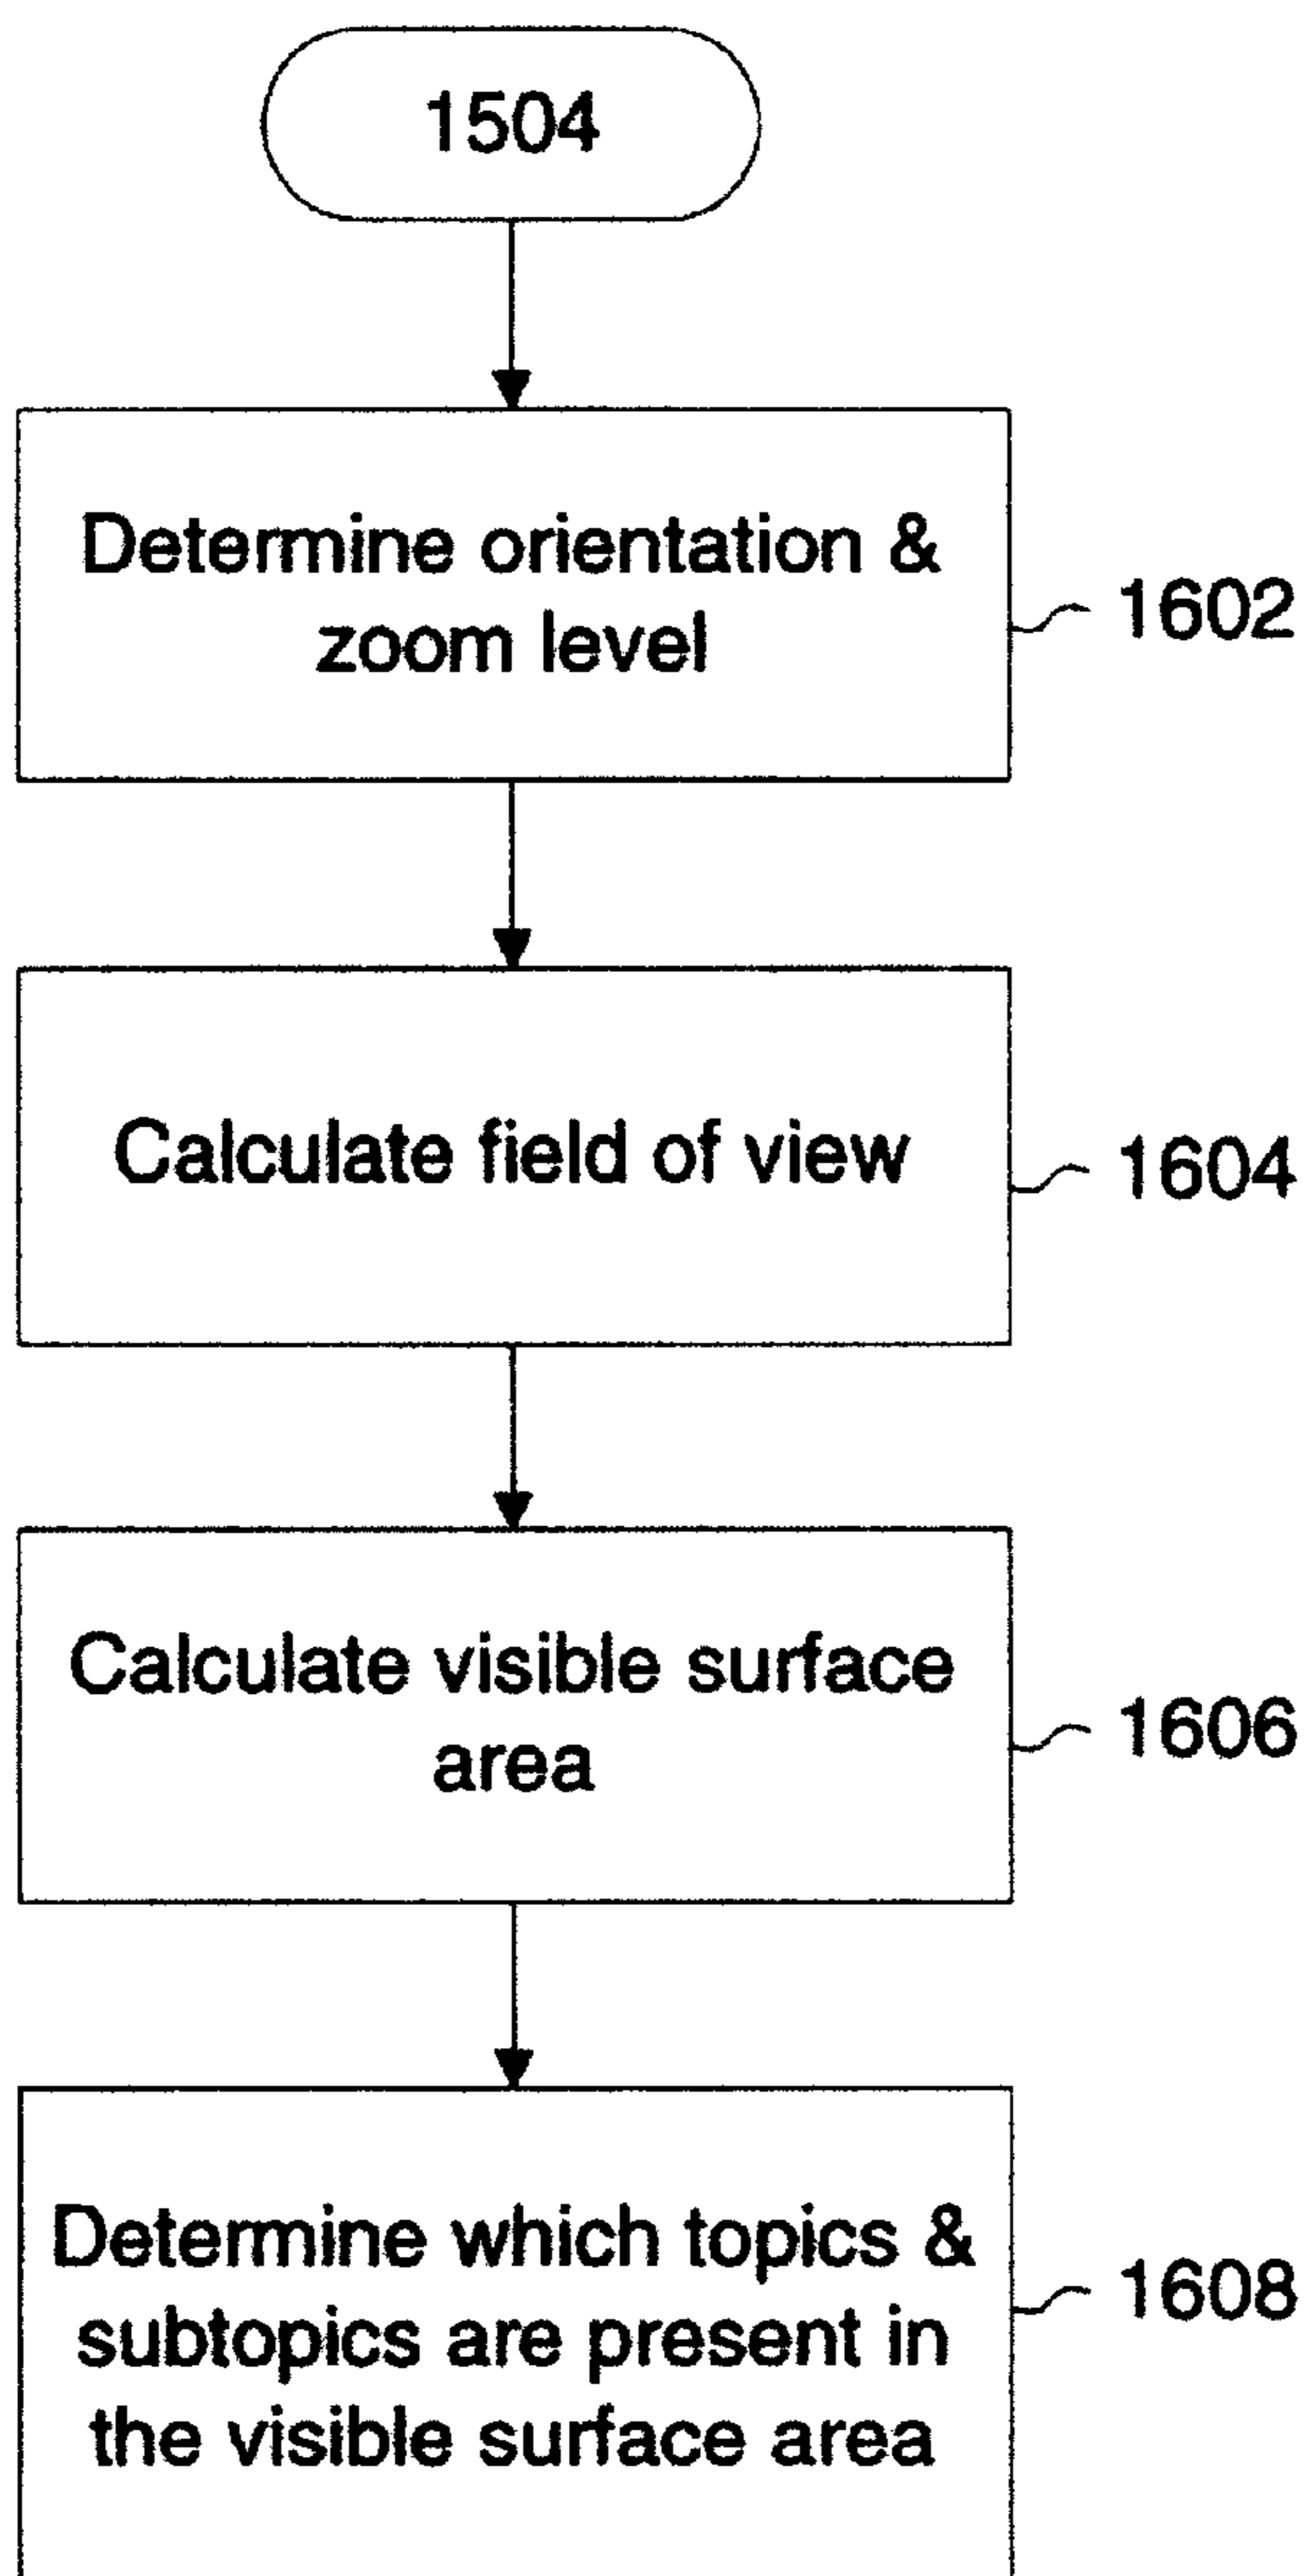 1504
Determine orientation &
zoom level
1602
Calculate field of view
1604
Calculate visible surface
area
1606
Determine which topics &
subtopics are present in
the visible surface area
1608